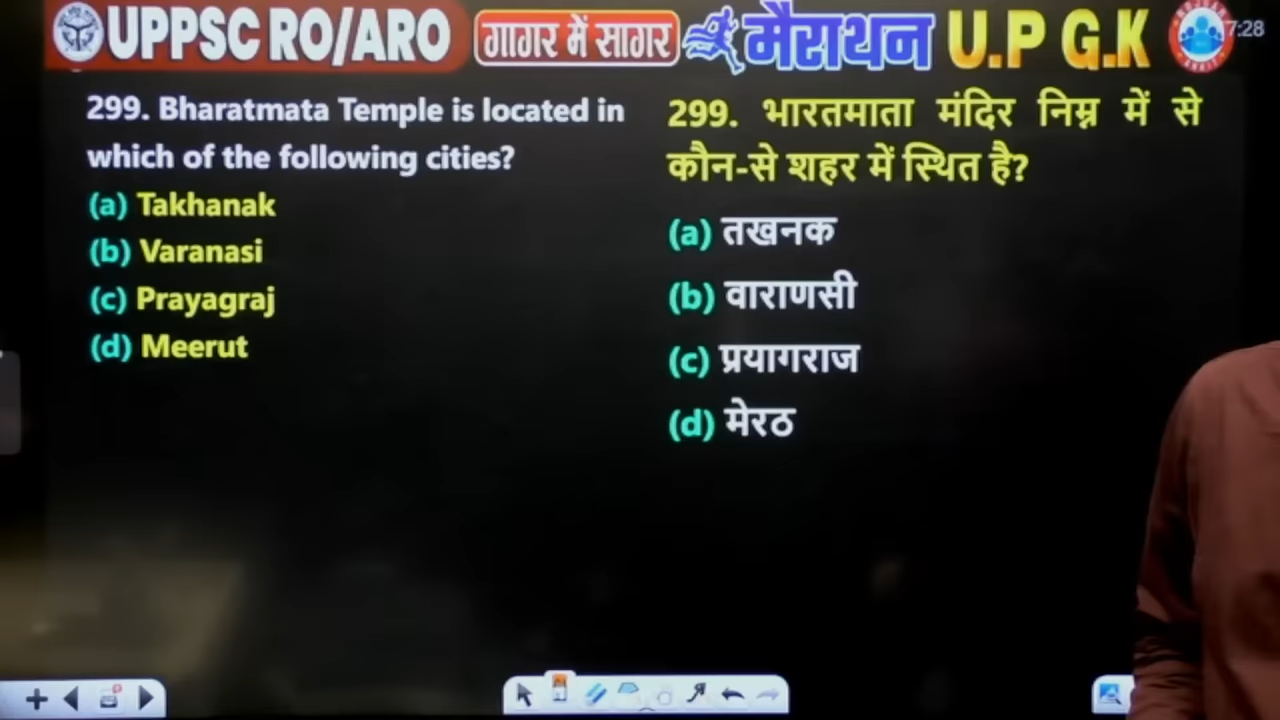 UPPSC RO/ARO गागर में सागर मैराथन U.P G.K
7:28
299. Bharatmata Temple is located in
which of the following cities?
(a) Takhanak
(b) Varanasi
(c) Prayagraj
(d) Meerut
299. भारतमाता मंदिर निम्न में से
कौन-से शहर में स्थित है?
(a) तखनक
(b) वाराणसी
(c) प्रयागराज
(d) मेरठ